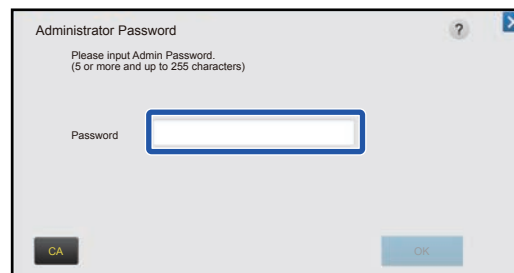 Administrator Password
?
Please input Admin Password.
(5 or more and up to 255 characters)
Password
CA
OK